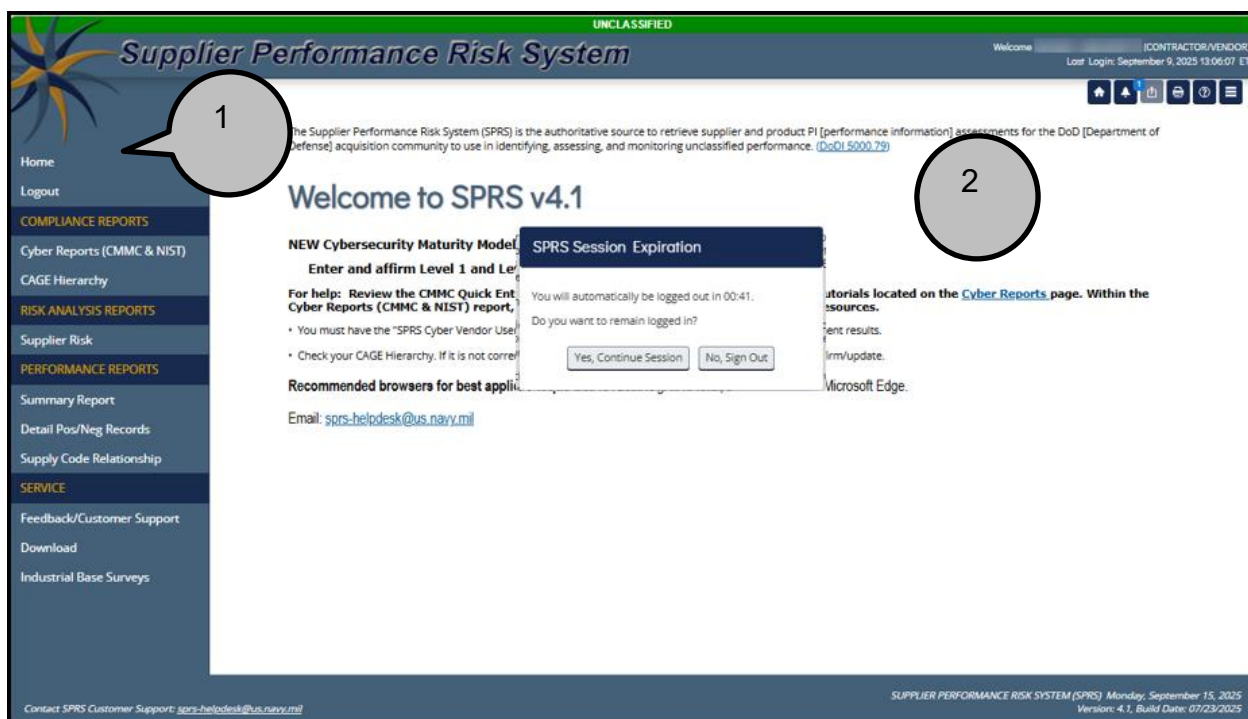 UNCLASSIFIED
Supplier Performance Risk System
Welcome (CONTRACTOR/VENDOR
Last Login: September 9, 2025 13:06:07 ET
1
1
2
The Supplier Performance Risk System (SPRS) is the authoritative source to retrieve supplier and product PI [performance information] assessments for the DoD [Department of
Defense] acquisition community to use in identifying, assessing, and monitoring unclassified performance. (DoDI 5000.79)
Home
Logout
COMPLIANCE REPORTS
Cyber Reports (CMMC & NIST)
CAGE Hierarchy
RISK ANALYSIS REPORTS
Supplier Risk
PERFORMANCE REPORTS
Summary Report
Detail Pos/Neg Records
Supply Code Relationship
SERVICE
Feedback/Customer Support
Download
Industrial Base Surveys
Welcome to SPRS v4.1
NEW Cybersecurity Maturity Model
Enter and affirm Level 1 and Le
For help: Review the CMMC Quick Ent utorials located on the Cyber Reports page. Within the
Cyber Reports (CMMC & NIST) report, esources.
• You must have the "SPRS Cyber Vendor User ent results.
• Check your CAGE Hierarchy. If it is not corre irm/update.
Recommended browsers for best applic Microsoft Edge.
Email: sprs-helpdesk@us.navy.mil
SPRS Session Expiration
You will automatically be logged out in 00:41.
Do you want to remain logged in?
Yes, Continue Session
No, Sign Out
Contact SPRS Customer Support: sprs-helpdesk@us.navy.mil
SUPPLIER PERFORMANCE RISK SYSTEM (SPRS) Monday, September 15, 2025
Version: 4.1, Build Date: 07/23/2025